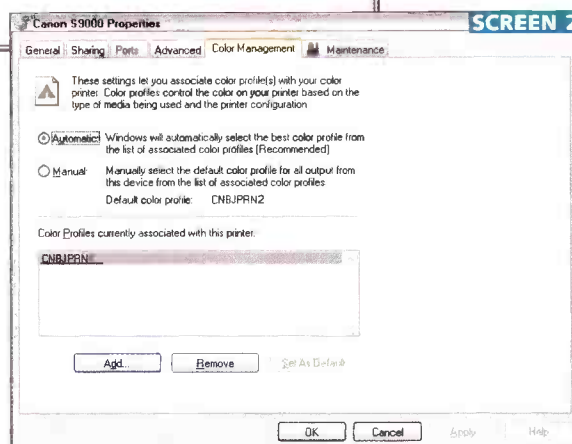 Canon S9000 Properties
SCREEN 2
General Sharing Ports Advanced Color Management Maintenance
These settings let you associate color profile(s) with your color
printer. Color profiles control the color on your printer based on the
type of media being used and the printer configuration
Automatic: Windows will automatically select the best color profile from
the list of associated color profiles (Recommended)
Manual: Manually select the default color profile for all output from
this device from the list of associated color profiles
Default color profile: CNBJPRN2
Color Profiles currently associated with this printer:
CNBJPRN
Add... Remove Set As Default
OK Cancel Apply Help